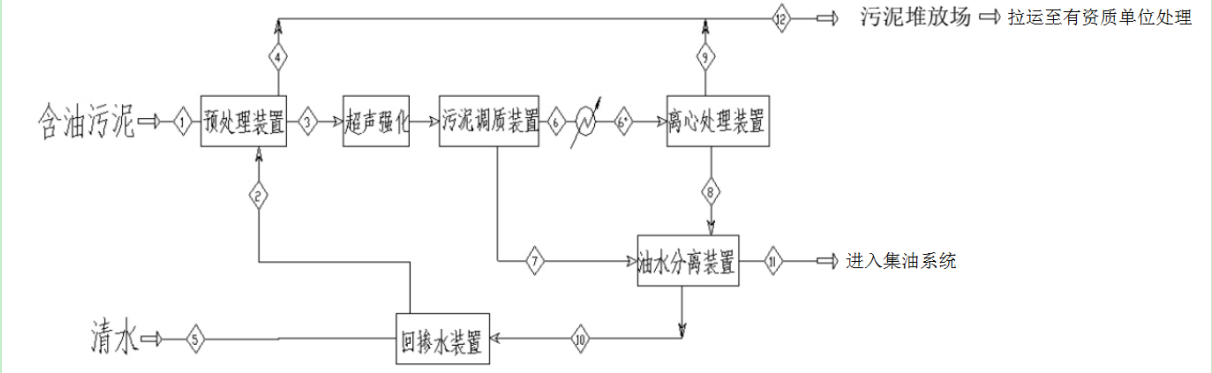 12
污泥堆放场
拉运至有资质单位处理
4
9
含油污泥
1
预处理装置
3
超声强化
污泥调质装置
6
6'
离心处理装置
2
8
7
油水分离装置
11
进入集油系统
清水
5
回掺水装置
10